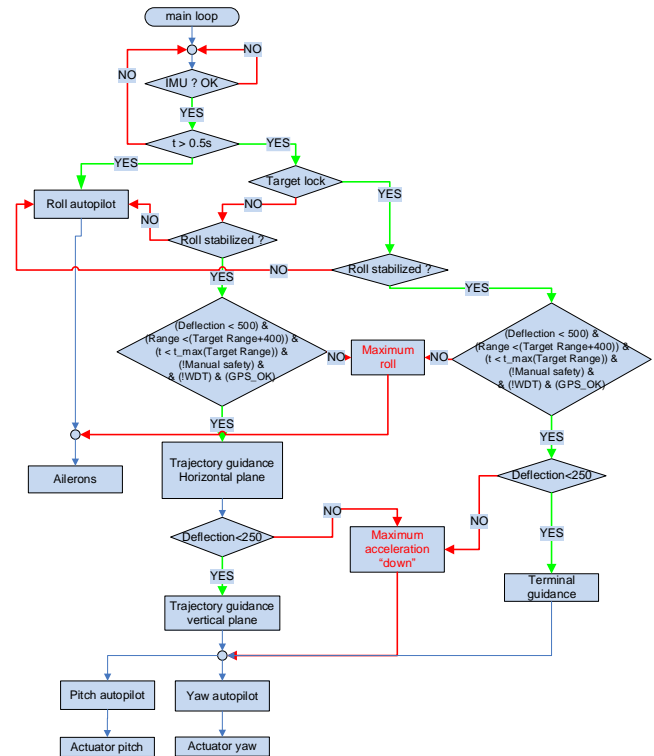 main loop
NO
NO
IMU ? OK
YES
t > 0.5s
YES
YES
Target lock
YES
Roll autopilot
NO
NO
Roll stabilized ?
NO
Roll stabilized ?
YES
YES
(Deflection < 500) &
(Range <(Target Range+400)) &
(t < t_max(Target Range)) &
(!Manual safety) &
& (!WDT) & (GPS_OK)
NO
Maximum
roll
NO
(Deflection < 500) &
(Range <(Target Range+400)) &
(t < t_max(Target Range)) &
(!Manual safety) &
& (!WDT) & (GPS_OK)
YES
YES
Ailerons
Trajectory guidance
Horizontal plane
Deflection<250
NO
NO
Deflection<250
Maximum
acceleration
“down”
YES
YES
Terminal
guidance
Trajectory guidance
vertical plane
Pitch autopilot
Yaw autopilot
Actuator pitch
Actuator yaw